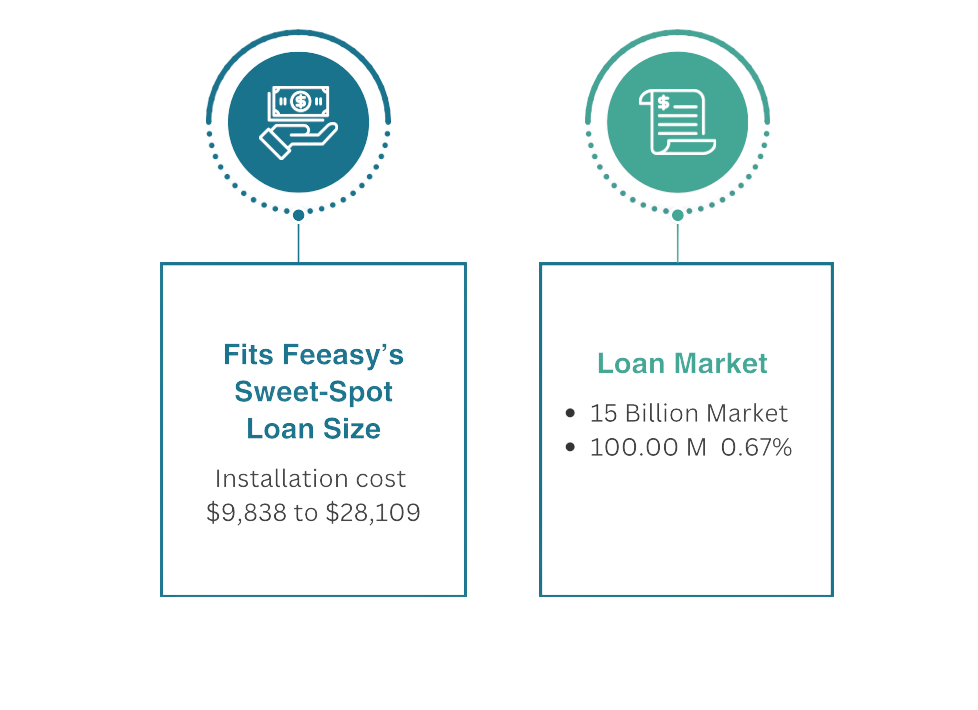 $
$
Fits Feeasy’s
Sweet-Spot
Loan Size
Installation cost
$9,838 to $28,109
Loan Market
• 15 Billion Market
• 100.00 M  0.67%